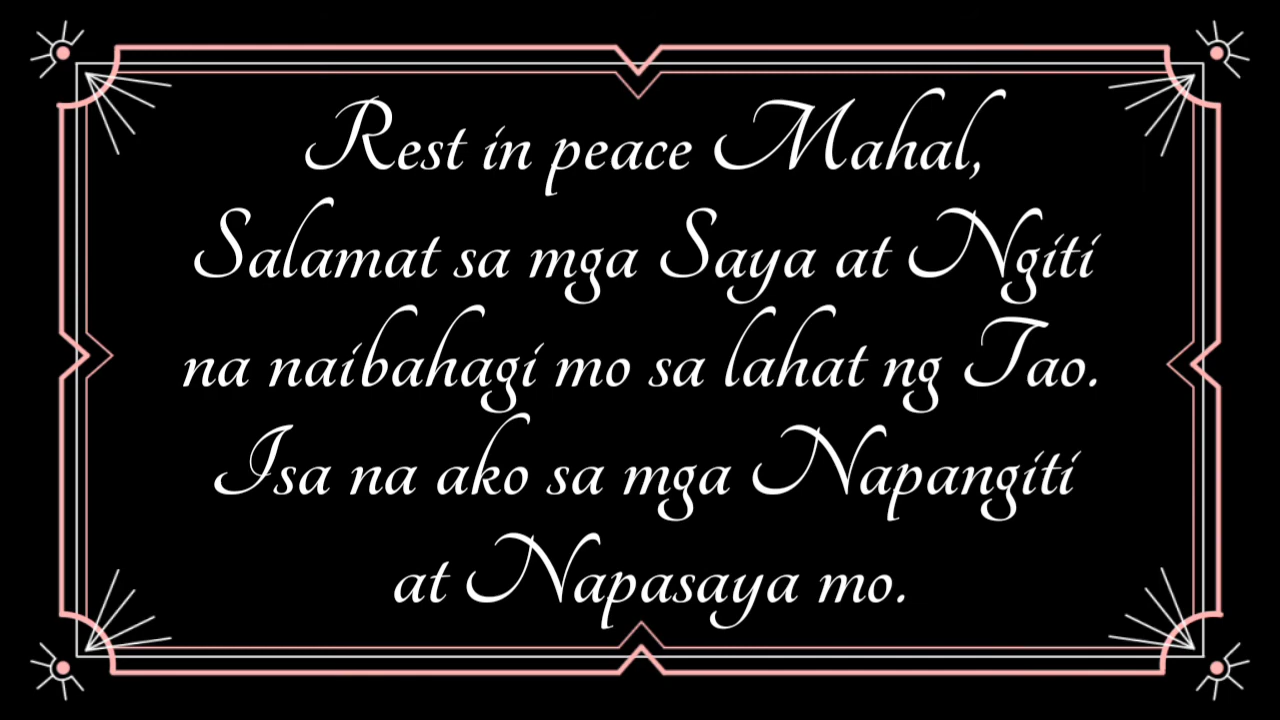 Rest in peace Mahal,
Salamat sa mga Saya at Ngiti
na naibahagi mo sa lahat ng Tao.
Isa na ako sa mga Napangiti
at Napasaya mo.